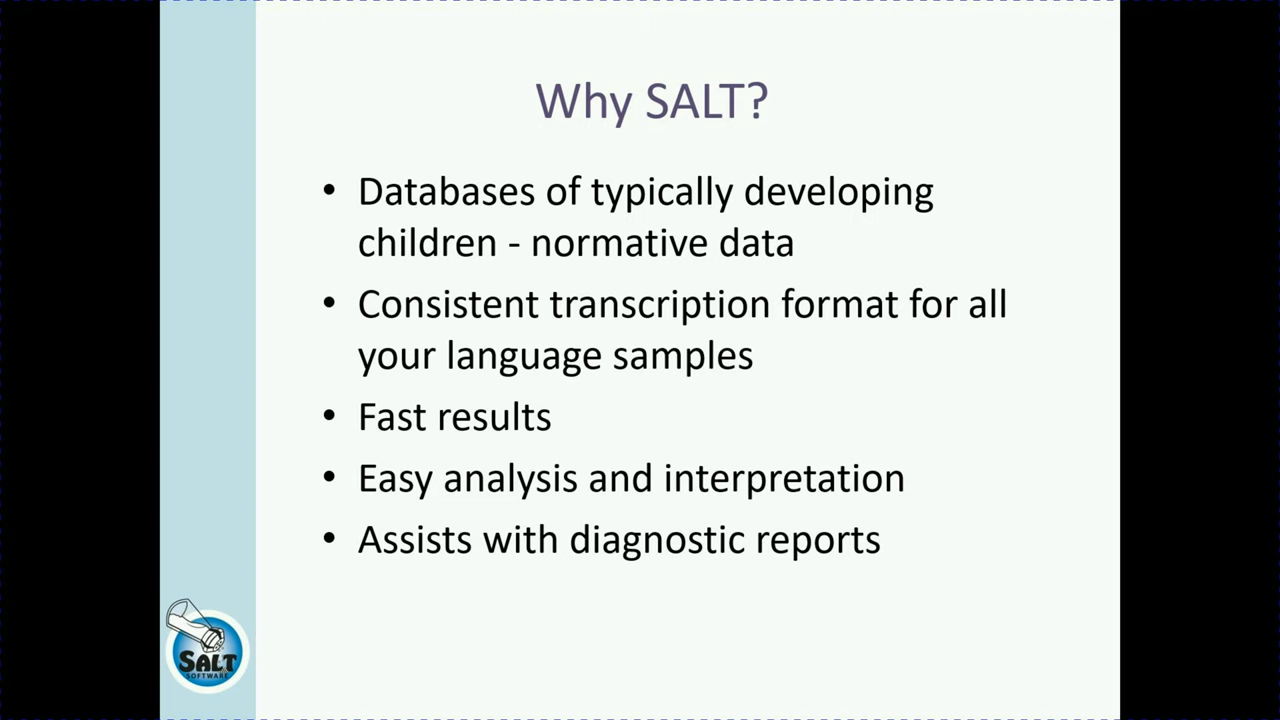 Why SALT?
• Databases of typically developing
children - normative data
• Consistent transcription format for all
your language samples
• Fast results
• Easy analysis and interpretation
• Assists with diagnostic reports
SALT
SOFTWARE